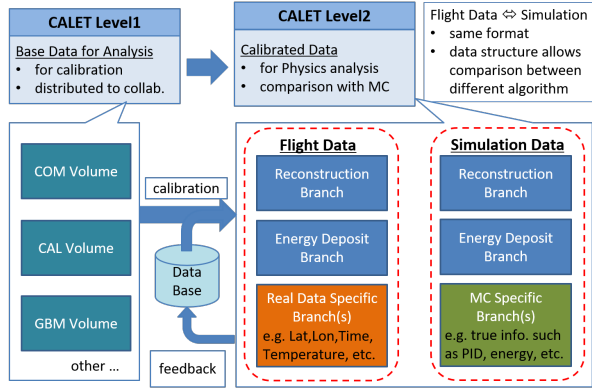 CALET Level1
Base Data for Analysis
• for calibration
• distributed to collab.
CALET Level2
Calibrated Data
• for Physics analysis
• comparison with MC
Flight Data ⇔ Simulation
• same format
• data structure allows
comparison between
different algorithm
COM Volume
CAL Volume
GBM Volume
other ...
calibration
Data
Base
feedback
Flight Data
Reconstruction
Branch
Energy Deposit
Branch
Real Data Specific
Branch(s)
e.g. Lat,Lon,Time,
Temperature, etc.
Simulation Data
Reconstruction
Branch
Energy Deposit
Branch
MC Specific
Branch(s)
e.g. true info. such
as PID, energy, etc.